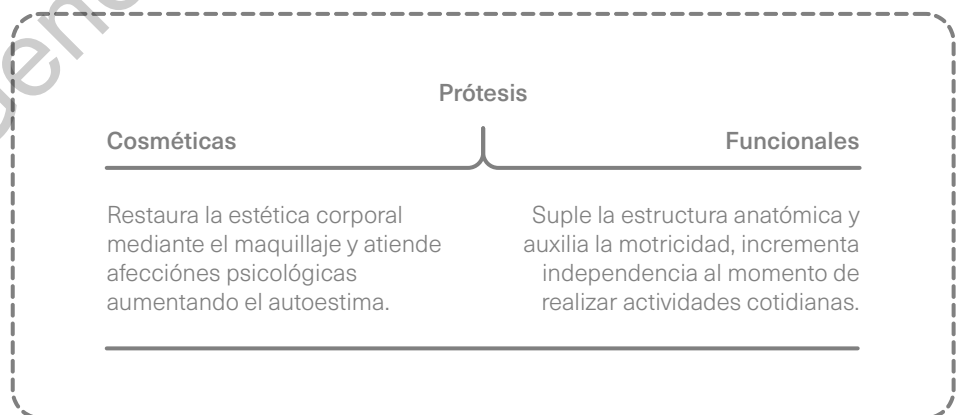 Prótesis
Cosméticas
Funcionales
Restaura la estética corporal
mediante el maquillaje y atiende
afecciónes psicológicas
aumentando el autoestima.
Suple la estructura anatómica y
auxilia la motricidad, incrementa
independencia al momento de
realizar actividades cotidianas.